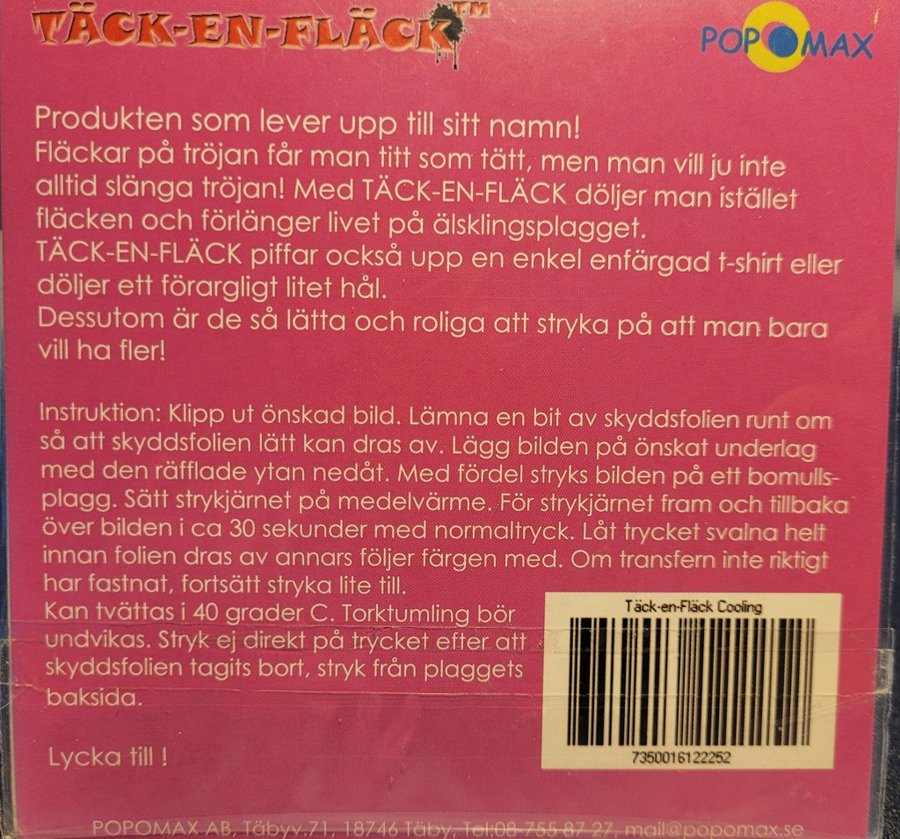 TÄCK-EN-FLÄCK™
POPOMAX
Produkten som lever upp till sitt namn!
Fläckar på tröjan får man titt som tätt, men man vill ju inte
alltid slänga tröjan! Med TÄCK-EN-FLÄCK döljer man istället
fläcken och förlänger livet på älsklingsplagget.
TÄCK-EN-FLÄCK piffar också upp en enkel enfärgad t-shirt eller
döljer ett förargligt litet hål.
Dessutom är de så lätta och roliga att stryka på att man bara
vill ha fler!
Instruktion: Klipp ut önskad bild. Lämna en bit av skyddsfolien runt om
så att skyddsfolien lätt kan dras av. Lägg bilden på önskat underlag
med den räfflade ytan nedåt. Med fördel stryks bilden på ett bomulls-
plagg. Sätt strykjärnet på medelvärme. För strykjärnet fram och tillbaka
över bilden i ca 30 sekunder med normaltryck. Låt trycket svalna helt
innan folien dras av annars följer färgen med. Om transfern inte riktigt
har fastnat, fortsätt stryka lite till.
Kan tvättas i 40 grader C. Torktumling bör
undvikas. Stryk ej direkt på trycket efter att
skyddsfolien tagits bort, stryk från plaggets
baksida.
Täck-en-Fläck Cooling
7350016122252
Lycka till !
POPOMAX AB, Täbyv.71, 18746 Täby, Tel:08-755 87 27, mail@popomax.se